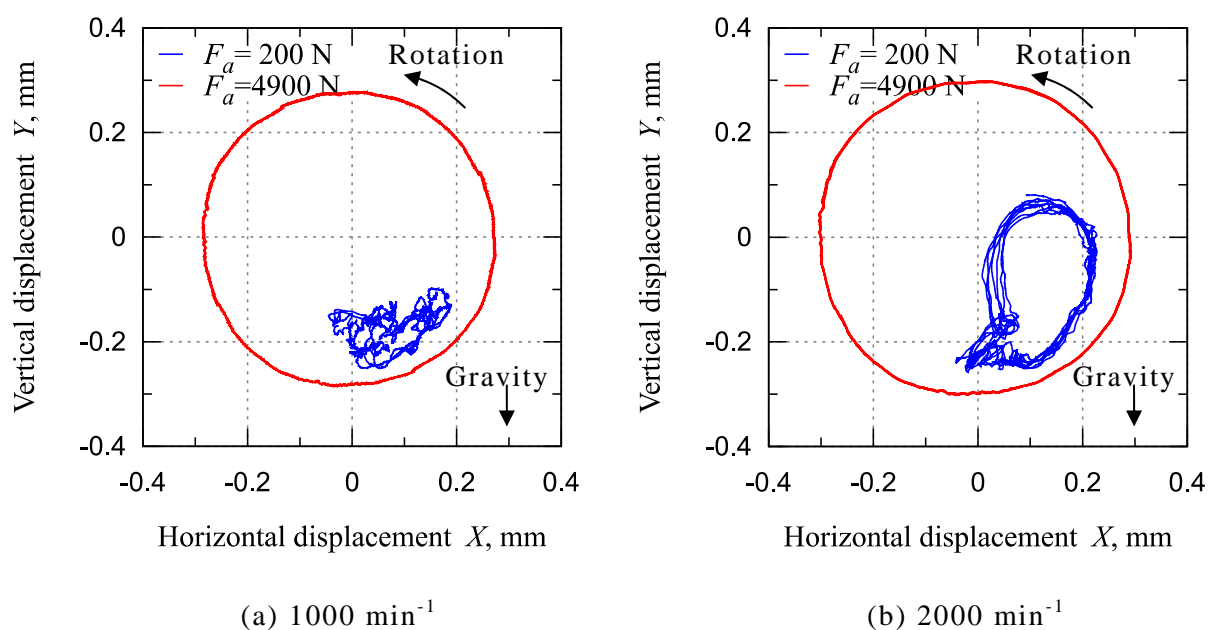 0.4
0.2
0
-0.2
-0.4
-0.4
-0.2
0
0.2
0.4
Vertical displacement Y, mm
Horizontal displacement X, mm
Fa= 200 N
Fa=4900 N
Rotation
Gravity
(a) 1000 min-1
0.4
0.2
0
-0.2
-0.4
-0.4
-0.2
0
0.2
0.4
Vertical displacement Y, mm
Horizontal displacement X, mm
Fa= 200 N
Fa=4900 N
Rotation
Gravity
(b) 2000 min-1